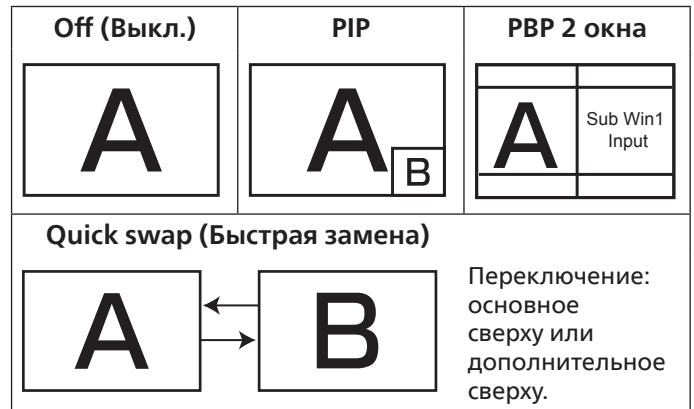 Off (Выкл.)
PIP
PBP 2 окна
A
A
B
A
Sub Win1
Input
Quick swap (Быстрая замена)
A
B
Переключение:
основное
сверху или
дополнительное
сверху.